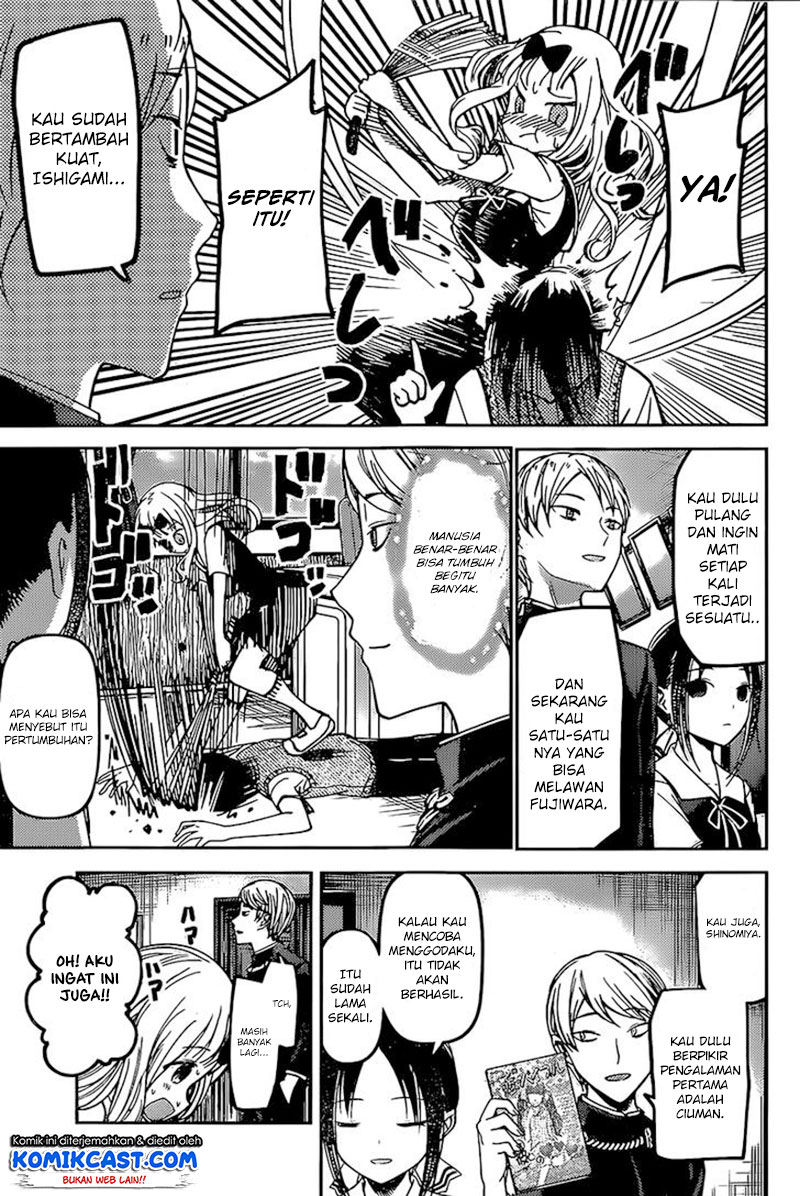 YA!
SEPERTI
ITU!
KAU SUDAH
BERTAMBAH
KUAT,
ISHIGAMI...
KAU DULU
PULANG
DAN INGIN
MATI
SETIAP
KALI
TERJADI
SESUATU..
DAN
SEKARANG
KAU
SATU-SATU
NYA YANG
BISA
MELAWAN
FUJIWARA.
MANUSIA
BENAR-BENAR
BISA TUMBUH
BEGITU
BANYAK.
APA KAU BISA
MENYEBUT ITU
PERTUMBUHAN?
KAU JUGA,
SHINOMIYA.
KAU DULU
BERPIKIR
PENGALAMAN
PERTAMA
ADALAH
CIUMAN.
KALAU KAU
MENCOBA
MENGGODAKU,
ITU TIDAK
AKAN
BERHASIL.
ITU
SUDAH
LAMA
SEKALI.
TCH,
MASIH
BANYAK
LAGI...
OH! AKU
INGAT INI
JUGA!!
Komik ini diterjemahkan & diedit oleh
KOMIKCAST.COM
BUKAN WEB LAIN!!